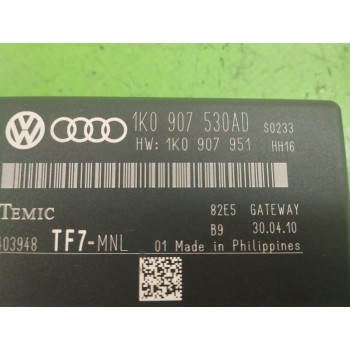 1K0 907 530AD S0233
HW: 1K0 907 951 HH16
TEMIC
82E5 GATEWAY
403948 TF7-MNL
B9 30.04.10
01 Made in Philippines